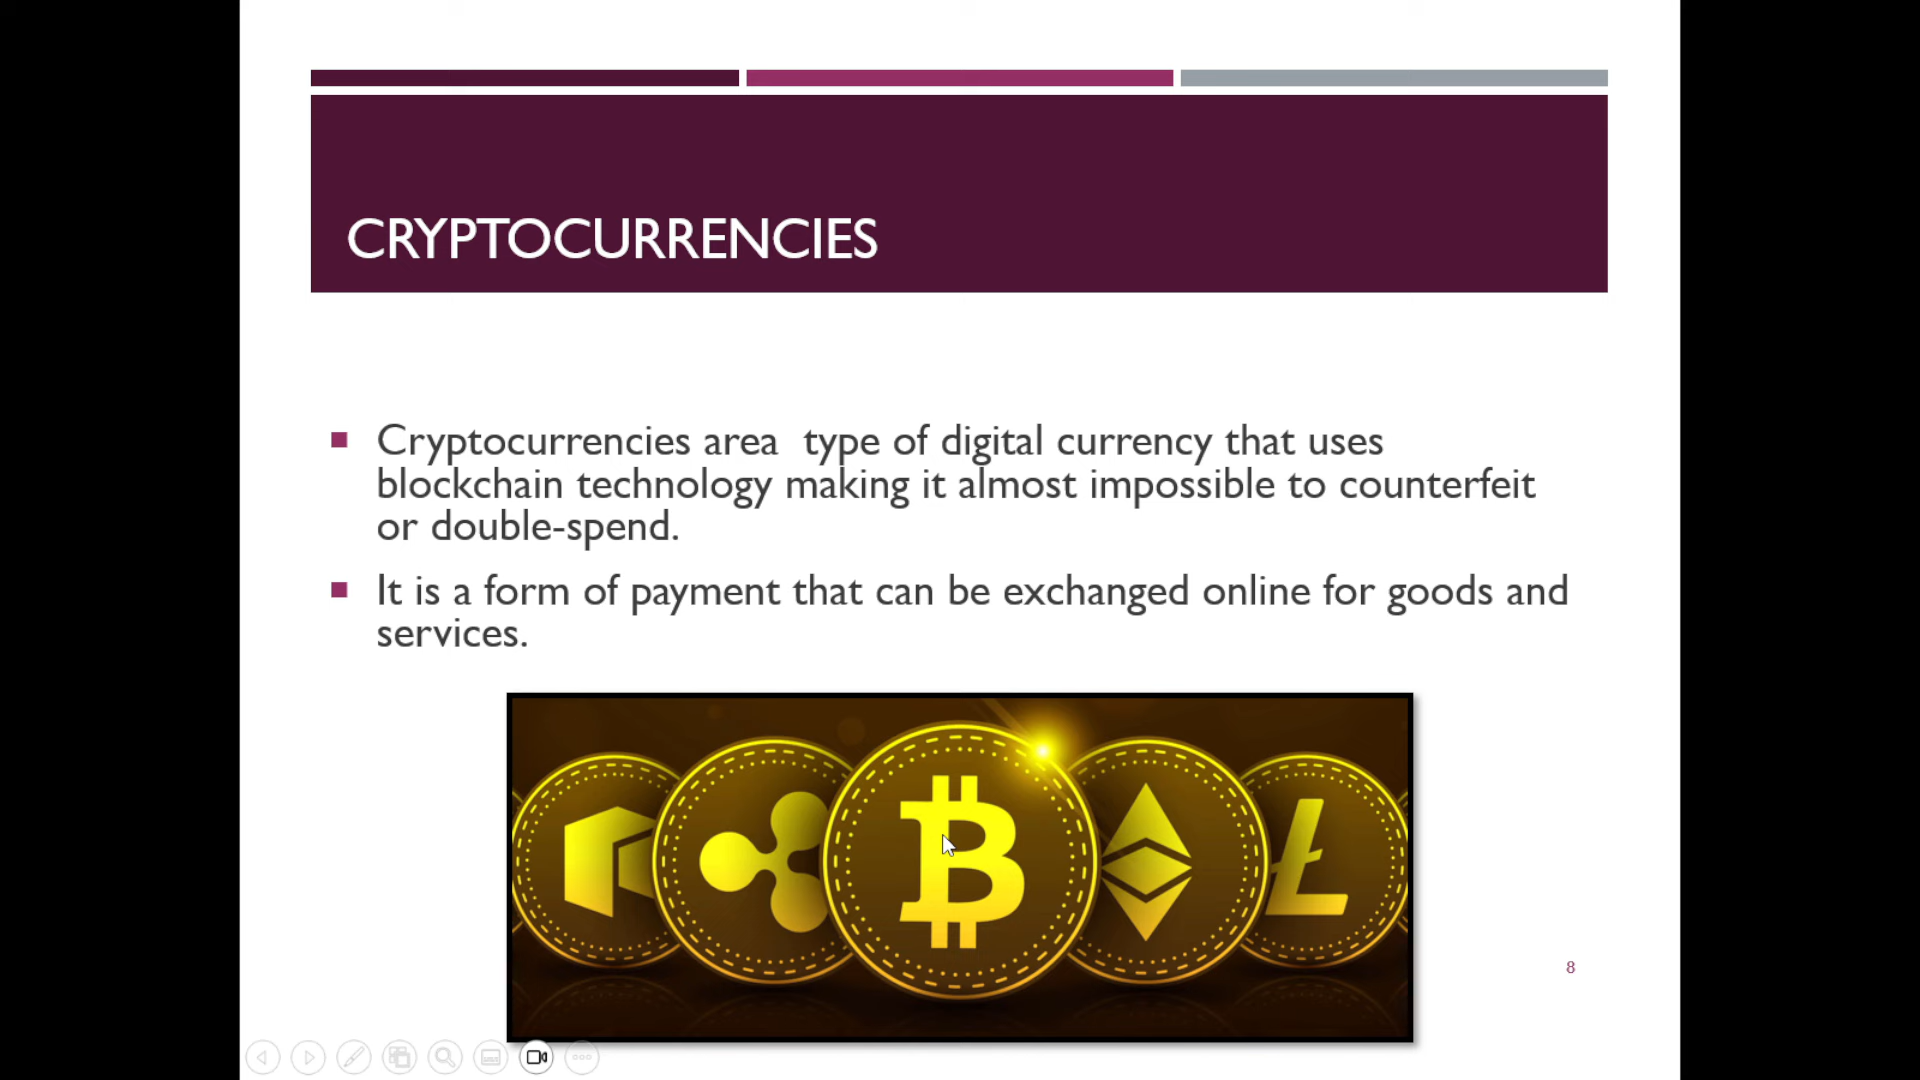 CRYPTOCURRENCIES
Cryptocurrencies area  type of digital currency that uses
blockchain technology making it almost impossible to counterfeit
or double-spend.
It is a form of payment that can be exchanged online for goods and
services.
8